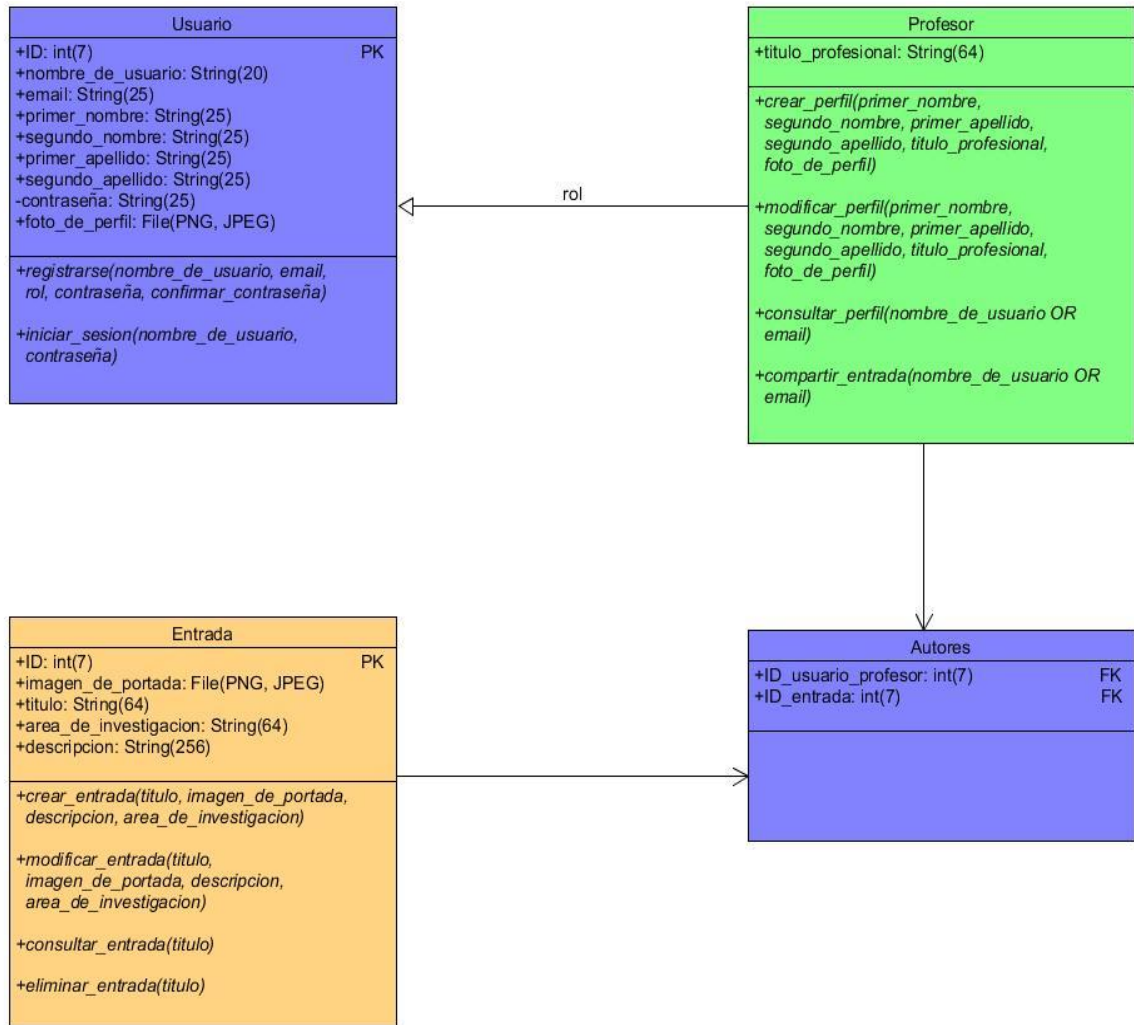 Usuario
+ID: int(7) PK
+nombre_de_usuario: String(20)
+email: String(25)
+primer_nombre: String(25)
+segundo_nombre: String(25)
+primer_apellido: String(25)
+segundo_apellido: String(25)
-contraseña: String(25)
+foto_de_perfil: File(PNG, JPEG)
+registrarse(nombre_de_usuario, email,
rol, contraseña, confirmar_contraseña)
+iniciar_sesion(nombre_de_usuario,
contraseña)
rol
Profesor
+titulo_profesional: String(64)
+crear_perfil(primer_nombre,
segundo_nombre, primer_apellido,
segundo_apellido, titulo_profesional,
foto_de_perfil)
+modificar_perfil(primer_nombre,
segundo_nombre, primer_apellido,
segundo_apellido, titulo_profesional,
foto_de_perfil)
+consultar_perfil(nombre_de_usuario OR
email)
+compartir_entrada(nombre_de_usuario OR
email)
Entrada
+ID: int(7) PK
+imagen_de_portada: File(PNG, JPEG)
+titulo: String(64)
+area_de_investigacion: String(64)
+descripcion: String(256)
+crear_entrada(titulo, imagen_de_portada,
descripcion, area_de_investigacion)
+modificar_entrada(titulo,
imagen_de_portada, descripcion,
area_de_investigacion)
+consultar_entrada(titulo)
+eliminar_entrada(titulo)
Autores
+ID_usuario_profesor: int(7) FK
+ID_entrada: int(7) FK